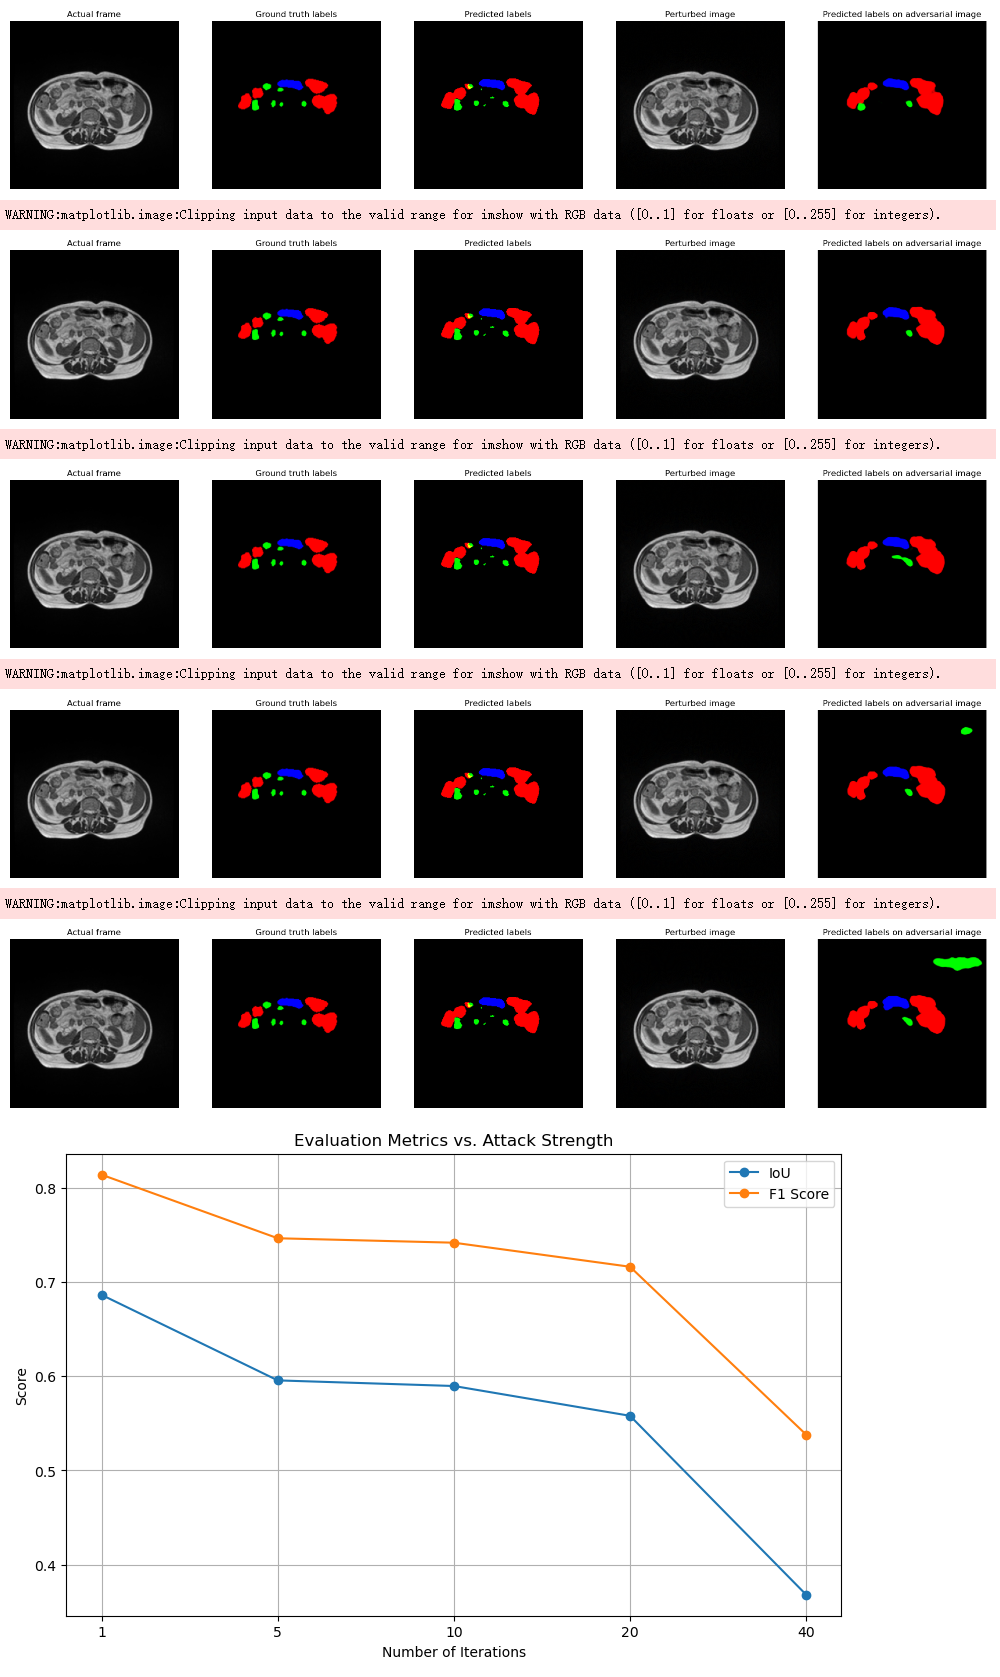 Actual frame Ground truth labels Predicted labels Perturbed image Predicted labels on adversarial image
WARNING:matplotlib.image:Clipping input data to the valid range for imshow with RGB data ([0..1] for floats or [0..255] for integers).
Actual frame Ground truth labels Predicted labels Perturbed image Predicted labels on adversarial image
WARNING:matplotlib.image:Clipping input data to the valid range for imshow with RGB data ([0..1] for floats or [0..255] for integers).
Actual frame Ground truth labels Predicted labels Perturbed image Predicted labels on adversarial image
WARNING:matplotlib.image:Clipping input data to the valid range for imshow with RGB data ([0..1] for floats or [0..255] for integers).
Actual frame Ground truth labels Predicted labels Perturbed image Predicted labels on adversarial image
WARNING:matplotlib.image:Clipping input data to the valid range for imshow with RGB data ([0..1] for floats or [0..255] for integers).
Actual frame Ground truth labels Predicted labels Perturbed image Predicted labels on adversarial image
Evaluation Metrics vs. Attack Strength
IoU
F1 Score
0.8
0.7
0.6
0.5
0.4
Score
1 5 10 20 40
Number of Iterations